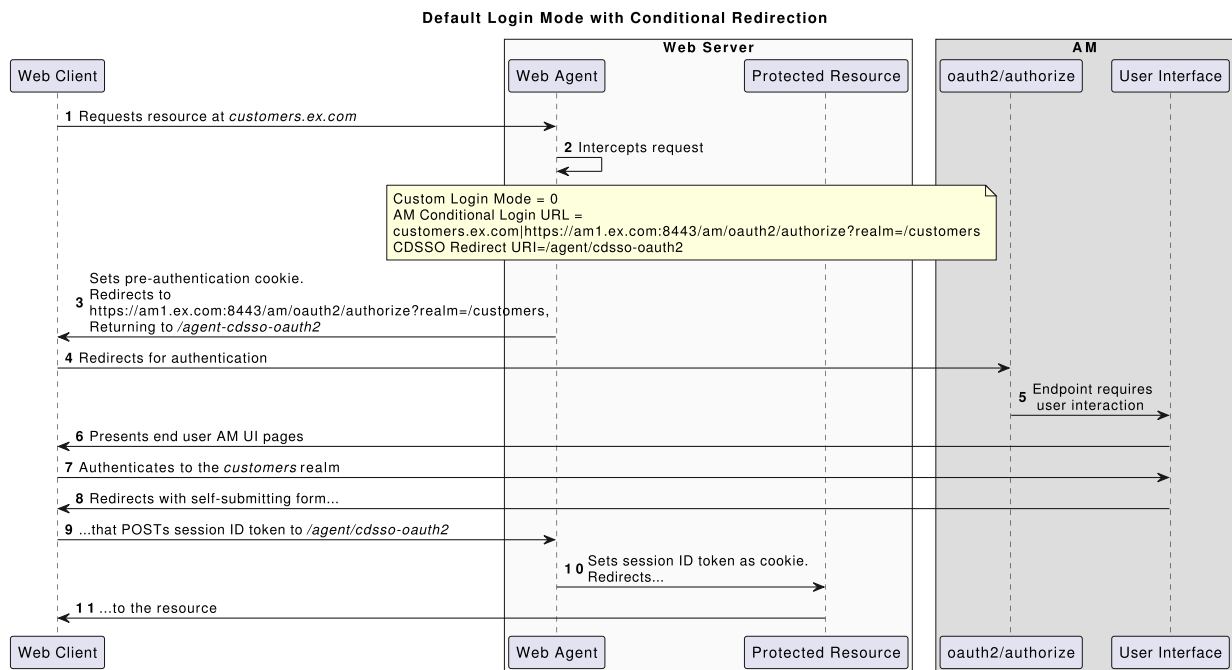 Default Login Mode with Conditional Redirection
Web Server
AM
Web Client
Web Agent
Protected Resource
oauth2/authorize
User Interface
1 Requests resource at customers.ex.com
2 Intercepts request
Custom Login Mode = 0
AM Conditional Login URL =
customers.ex.com|https://am1.ex.com:8443/am/oauth2/authorize?realm=/customers
CDSSO Redirect URI=/agent/cdsso-oauth2
Sets pre-authentication cookie.
3 Redirects to
https://am1.ex.com:8443/am/oauth2/authorize?realm=/customers,
Returning to /agent-cdsso-oauth2
4 Redirects for authentication
5 Endpoint requires
user interaction
6 Presents end user AM UI pages
7 Authenticates to the customers realm
8 Redirects with self-submitting form...
9 ...that POSTs session ID token to /agent/cdsso-oauth2
10 Sets session ID token as cookie.
Redirects...
11 ...to the resource
Web Client
Web Agent
Protected Resource
oauth2/authorize
User Interface